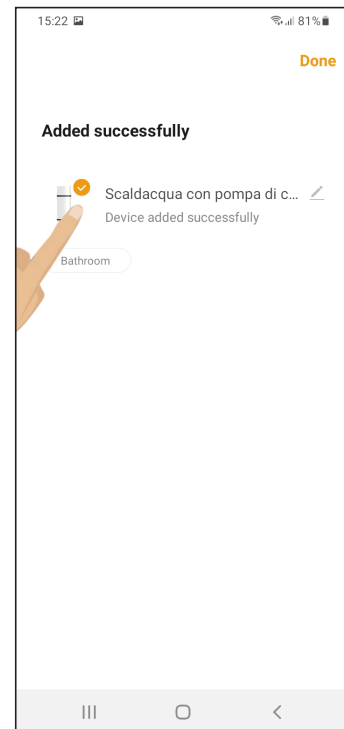 15:22 81%
Done
Added successfully
Scaldacqua con pompa di c...
Device added successfully
Bathroom